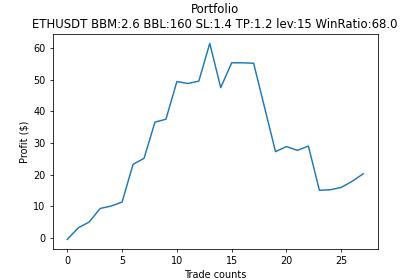 Portfolio
ETHUSDT BBM:2.6 BBL:160 SL:1.4 TP:1.2 lev:15 WinRatio:68.0
60
50
40
30
20
10
0
Profit ($)
0 5 10 15 20 25
Trade counts